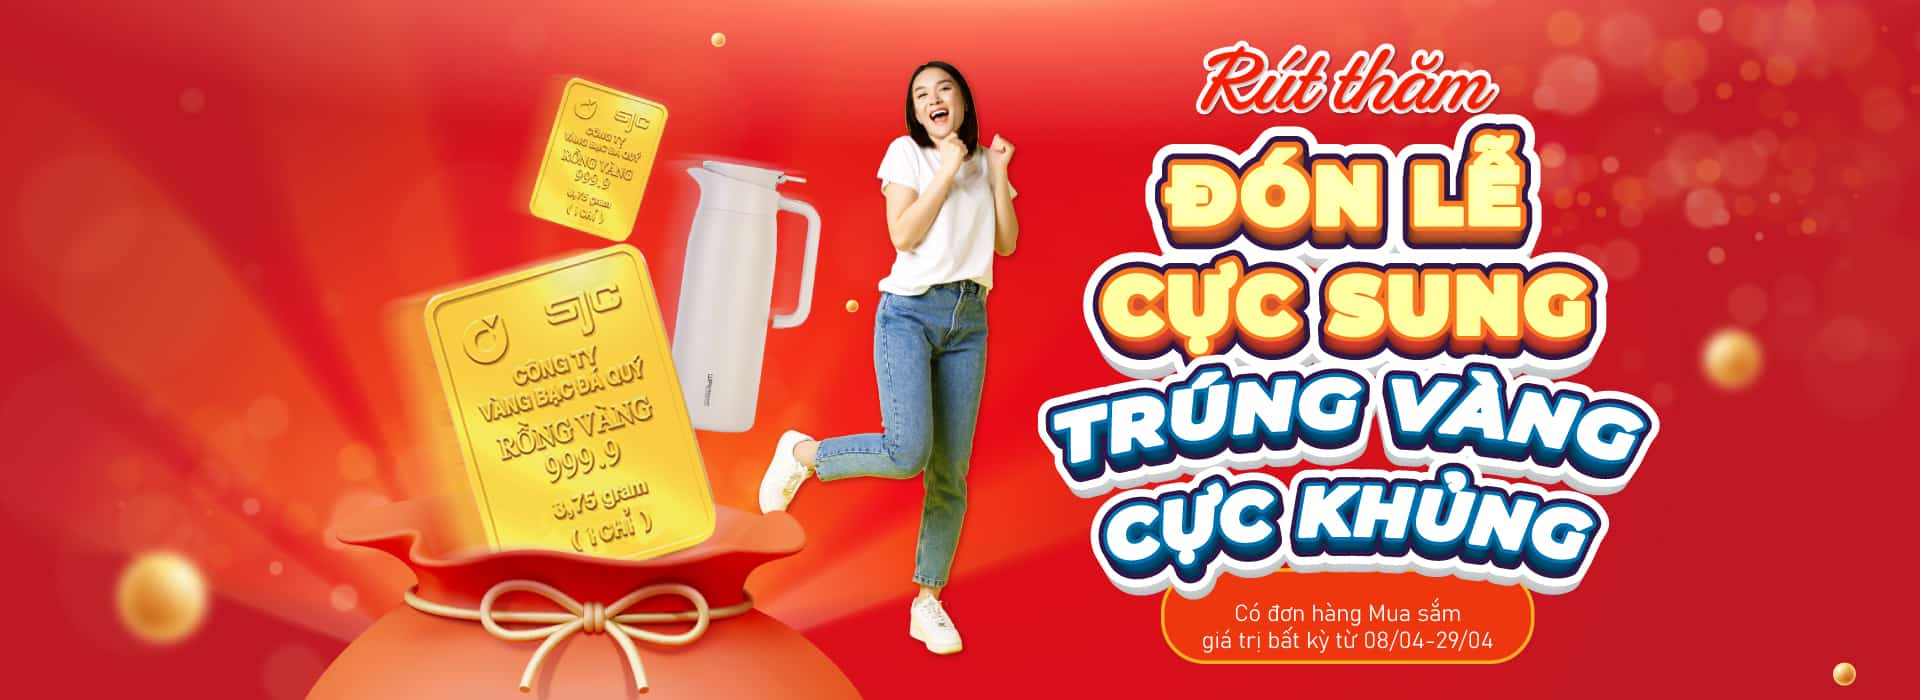 Rút thăm
ĐÓN LỄ
CỰC SUNG
TRÚNG VÀNG
CỰC KHỦNG
Có đơn hàng Mua sắm
giá trị bất kỳ từ 08/04-29/04
SJC
CÔNG TY
VÀNG BẠC ĐÁ QUÝ
RỒNG VÀNG
999.9
3,75 gram
( 1 CHỈ )
SJC
CÔNG TY
VÀNG BẠC ĐÁ QUÝ
RỒNG VÀNG
999.9
3,75 gram
( 1 CHỈ )